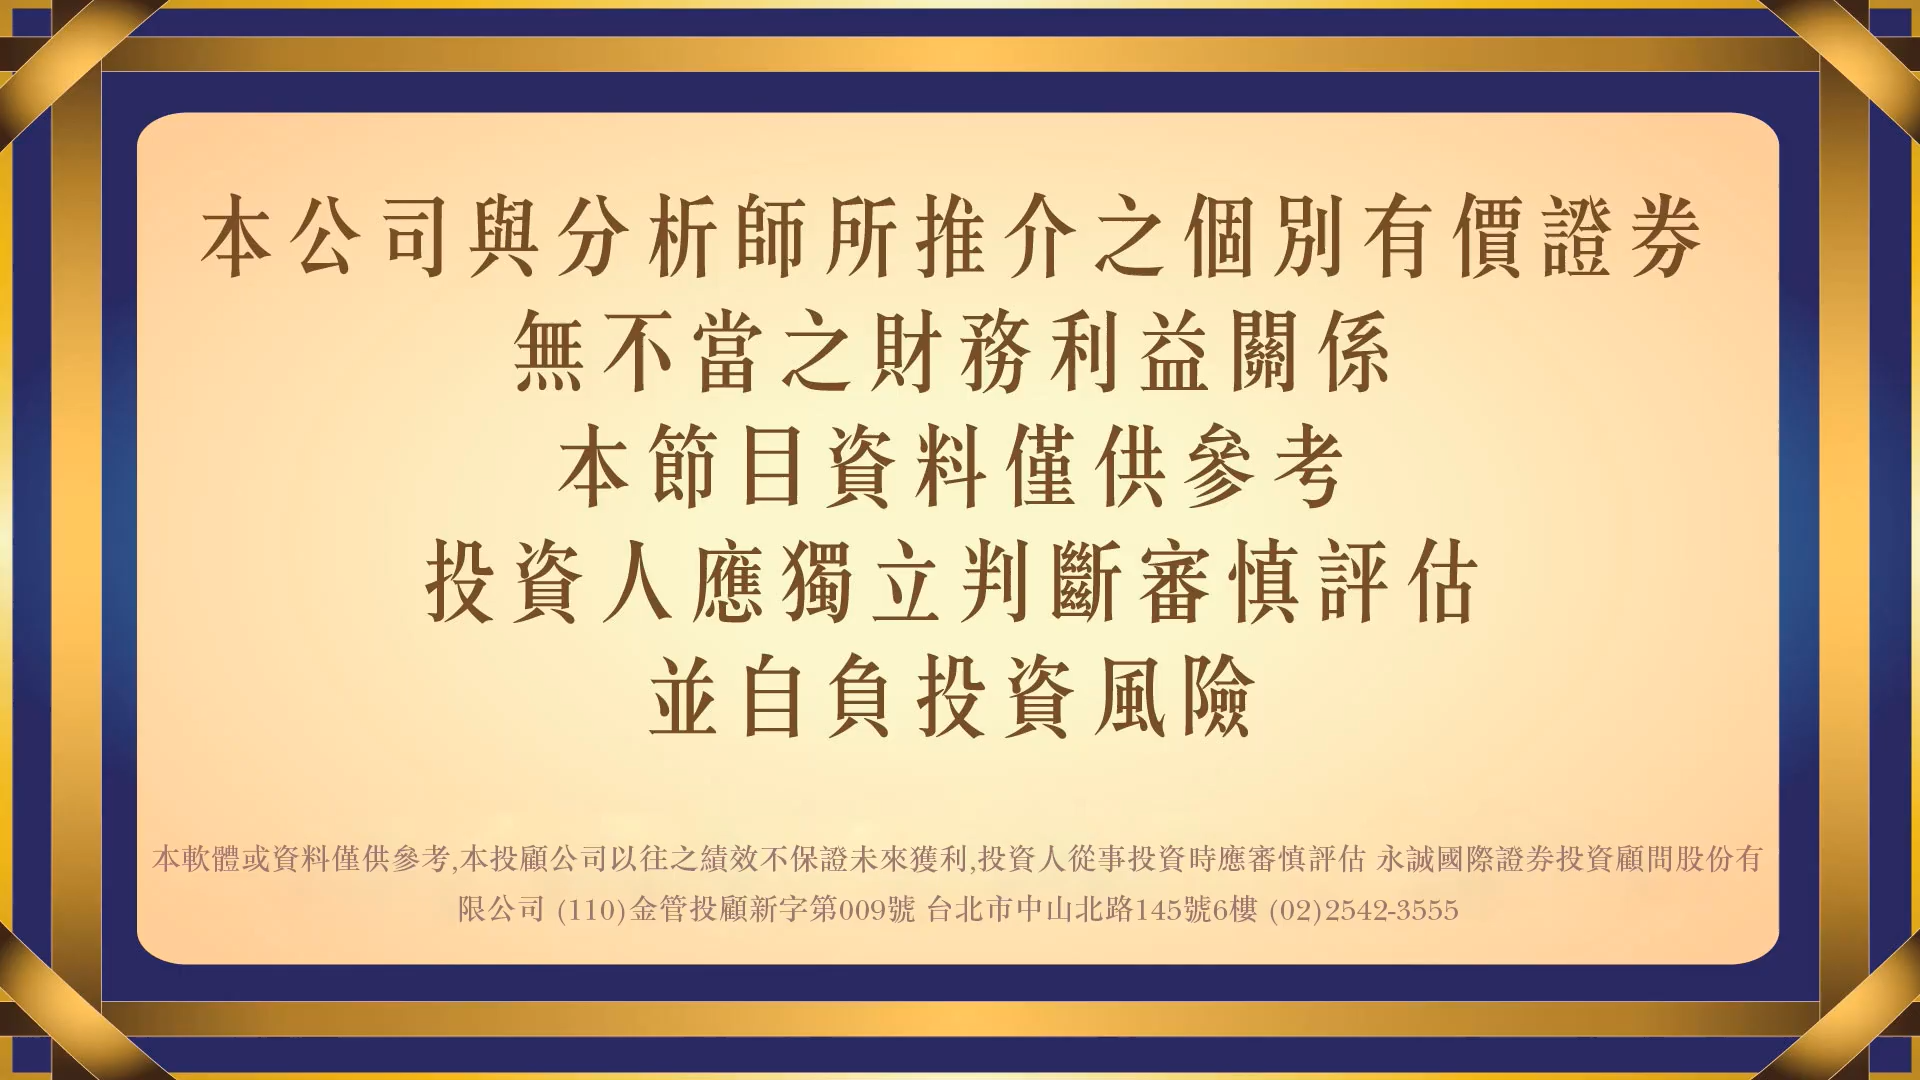 本公司與分析師所推介之個別有價證券
無不當之財務利益關係
本節目資料僅供參考
投資人應獨立判斷審慎評估
並自負投資風險
本軟體或資料僅供參考,本投顧公司以往之績效不保證未來獲利,投資人從事投資時應審慎評估 永誠國際證券投資顧問股份有
限公司 (110)金管投顧新字第009號 台北市中山北路145號6樓 (02)2542-3555